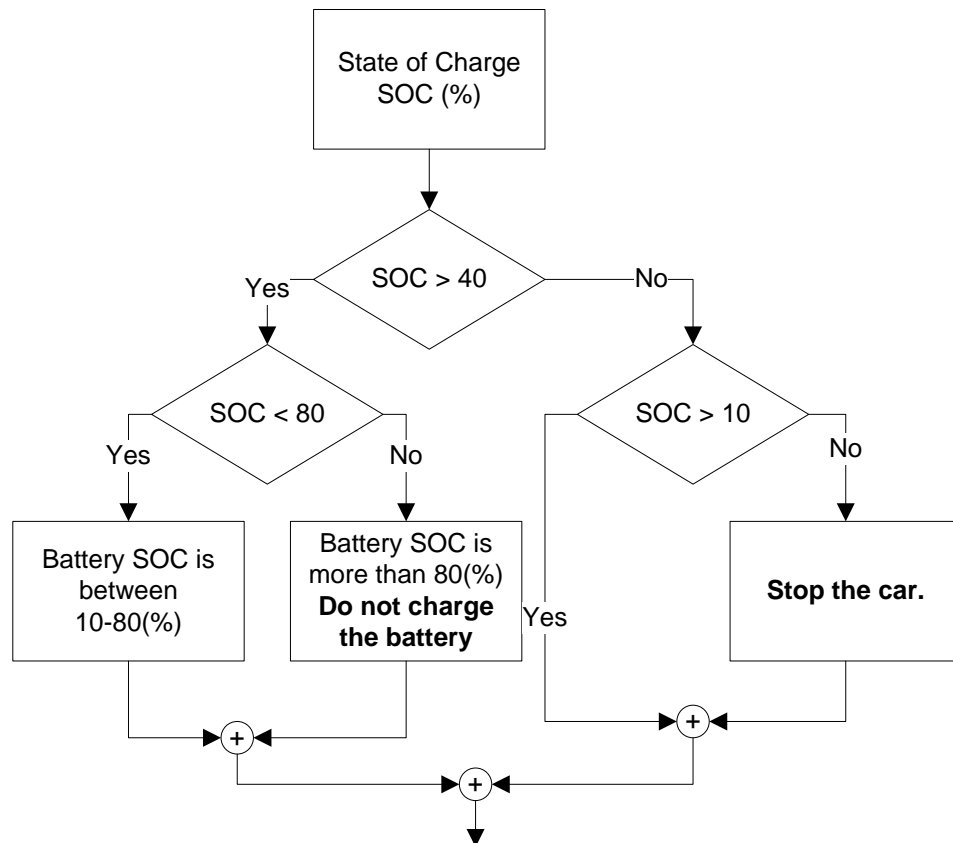 State of Charge
SOC (%)
SOC > 40
Yes
No
SOC < 80
SOC > 10
Yes
No
No
Battery SOC is
between
10-80(%)
Battery SOC is
more than 80(%)
Do not charge
the battery
Yes
Stop the car.
+
+
+